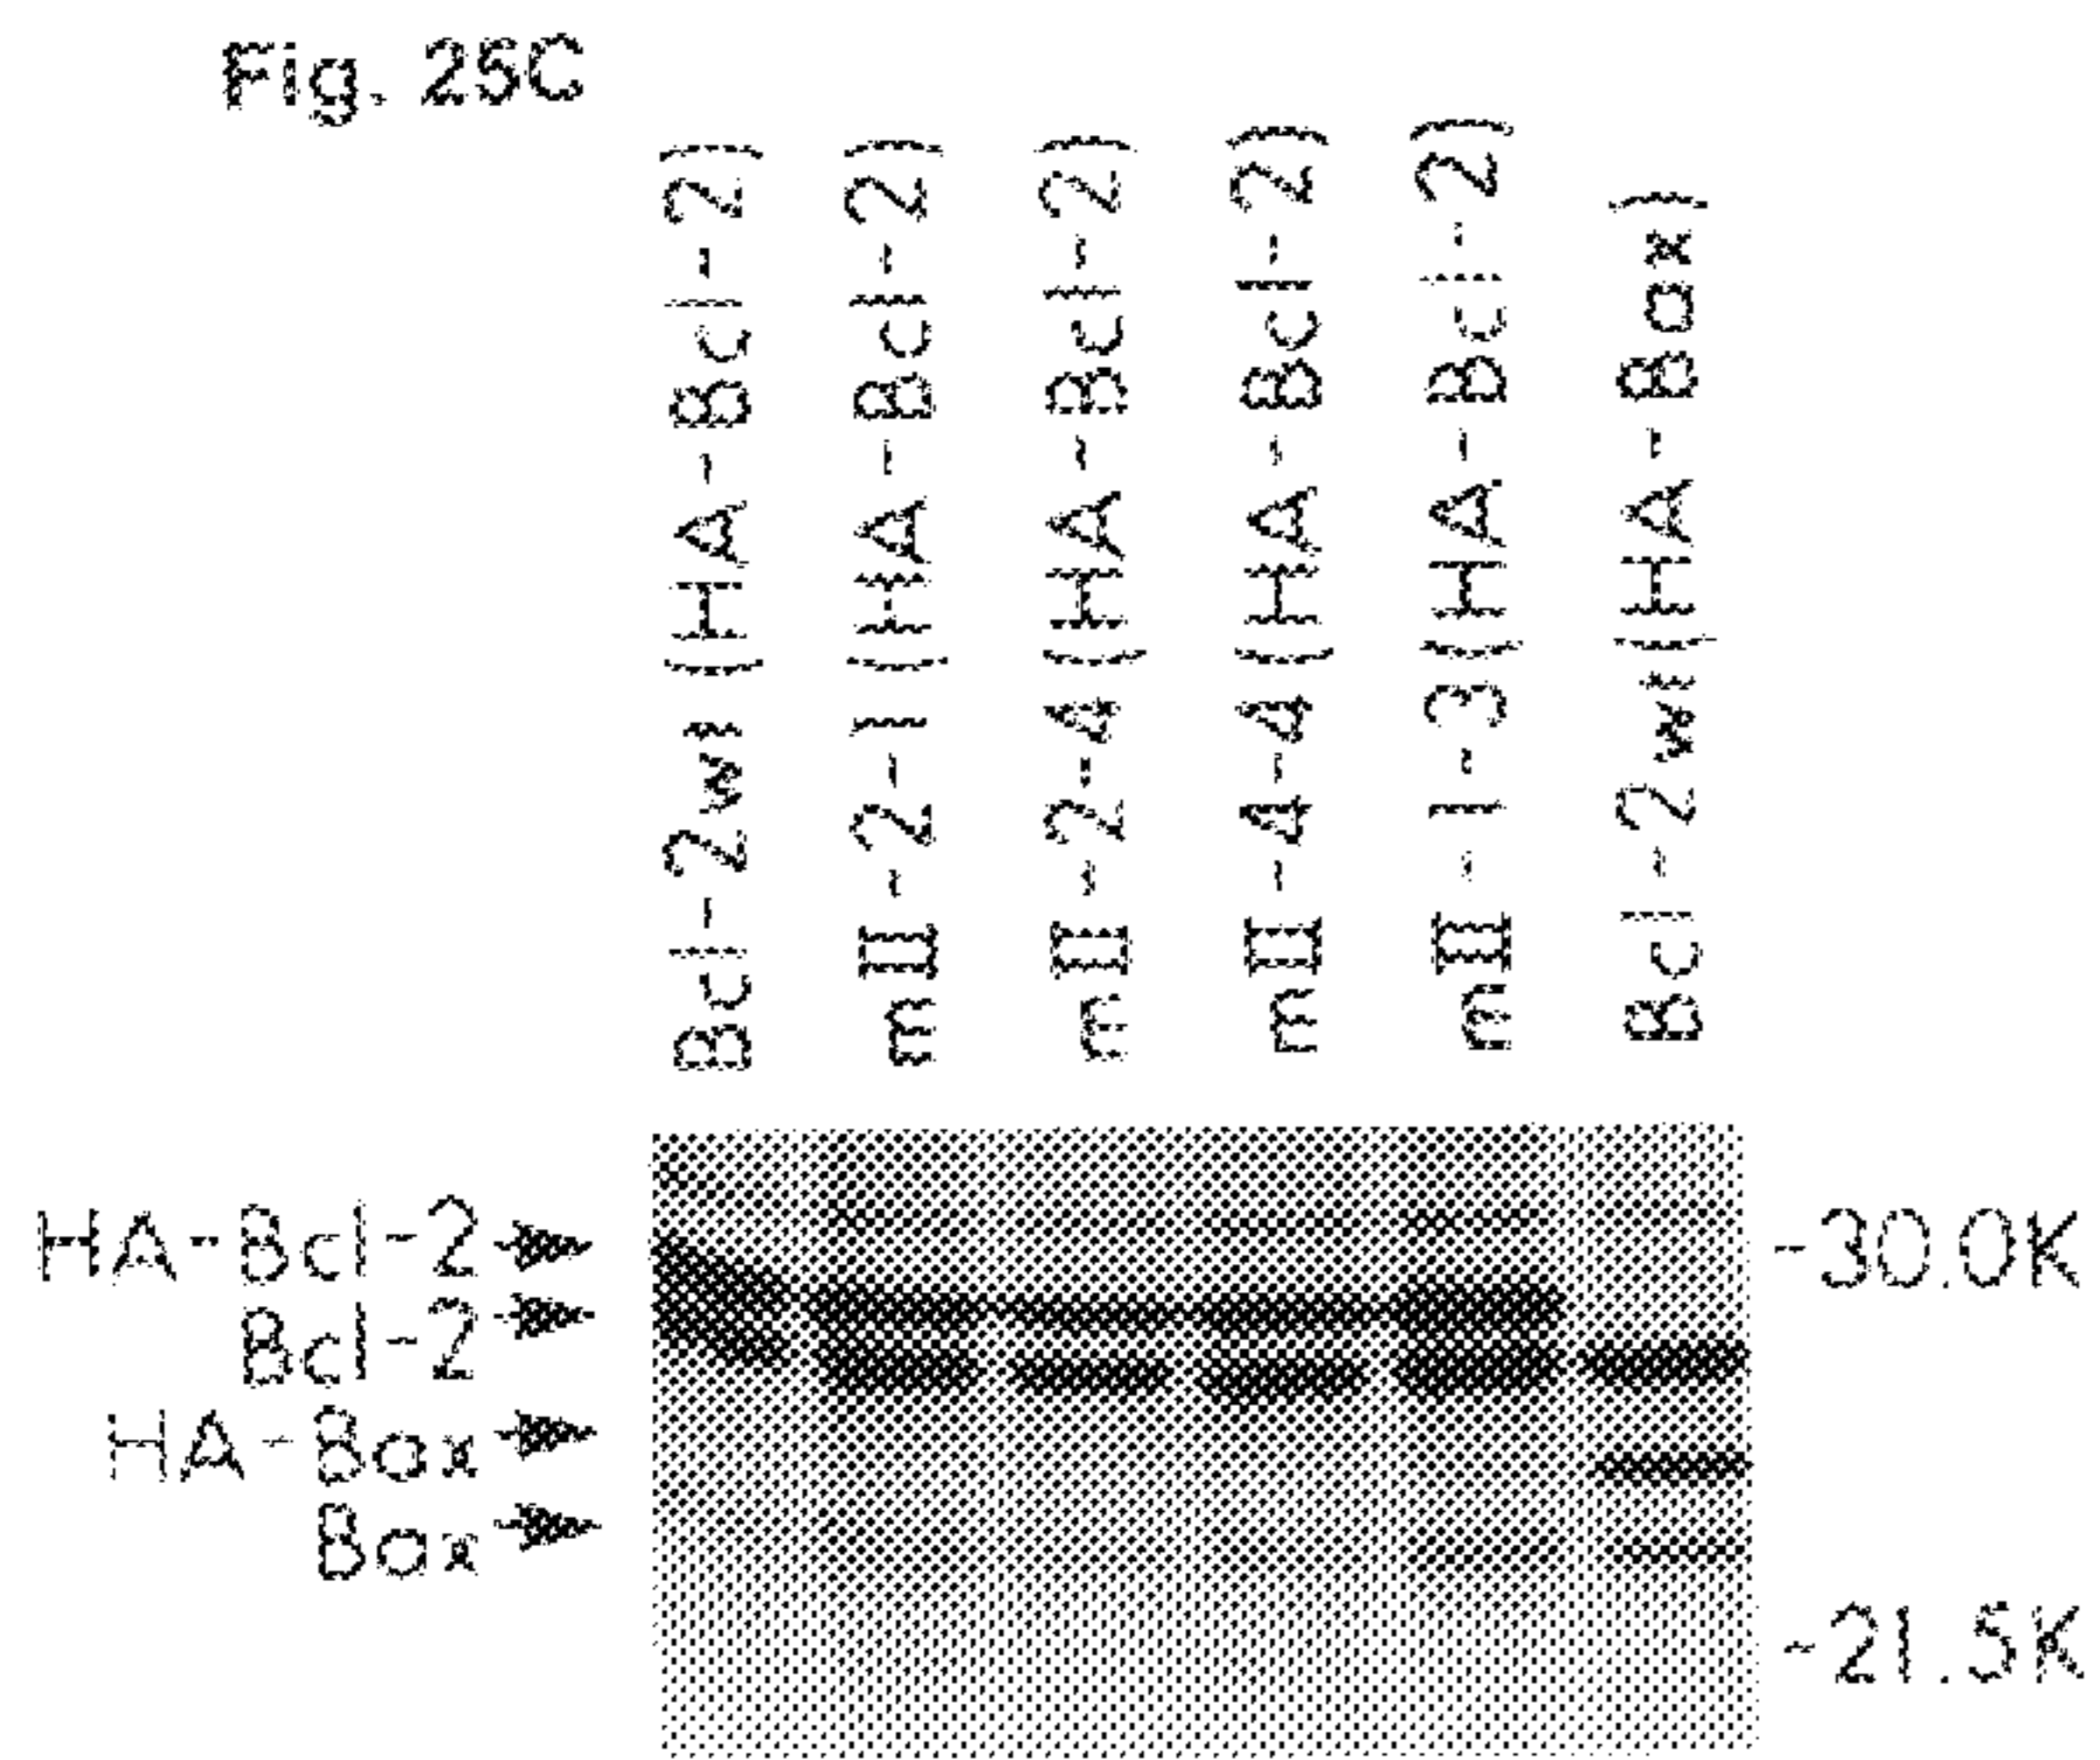 Fig. 25C
Bcl-2wt (HA-Bcl-2)
mII-2-1 (HA-Bcl-2)
mII-2-4(HA-Bcl-2)
mII-4-4(HA-Bcl-2)
mII-1-3(HA-Bcl-2)
Bcl-2wt(HA-Bax)
HA-Bcl-2
Bcl-2
HA-Bax
Bax
-30.0K
-21.5K